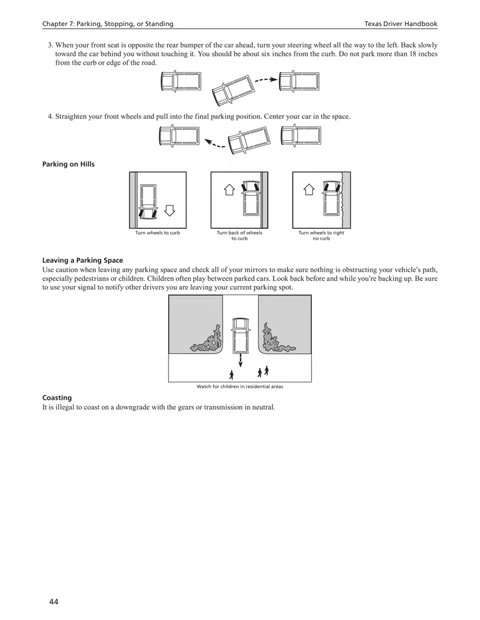 Chapter 7: Parking, Stopping, or Standing
Texas Driver Handbook
3. When your front seat is opposite the rear bumper of the car ahead, turn your steering wheel all the way to the left. Back slowly
toward the car behind you without touching it. You should be about six inches from the curb. Do not park more than 18 inches
from the curb or edge of the road.
4. Straighten your front wheels and pull into the final parking position. Center your car in the space.
Parking on Hills
Turn wheels to curb
Turn back of wheels
to curb
Turn wheels to right
no curb
Leaving a Parking Space
Use caution when leaving any parking space and check all of your mirrors to make sure nothing is obstructing your vehicle's path,
especially pedestrians or children. Children often play between parked cars. Look back before and while you're backing up. Be sure
to use your signal to notify other drivers you are leaving your current parking spot.
Watch for children in residential areas
Coasting
It is illegal to coast on a downgrade with the gears or transmission in neutral.
44